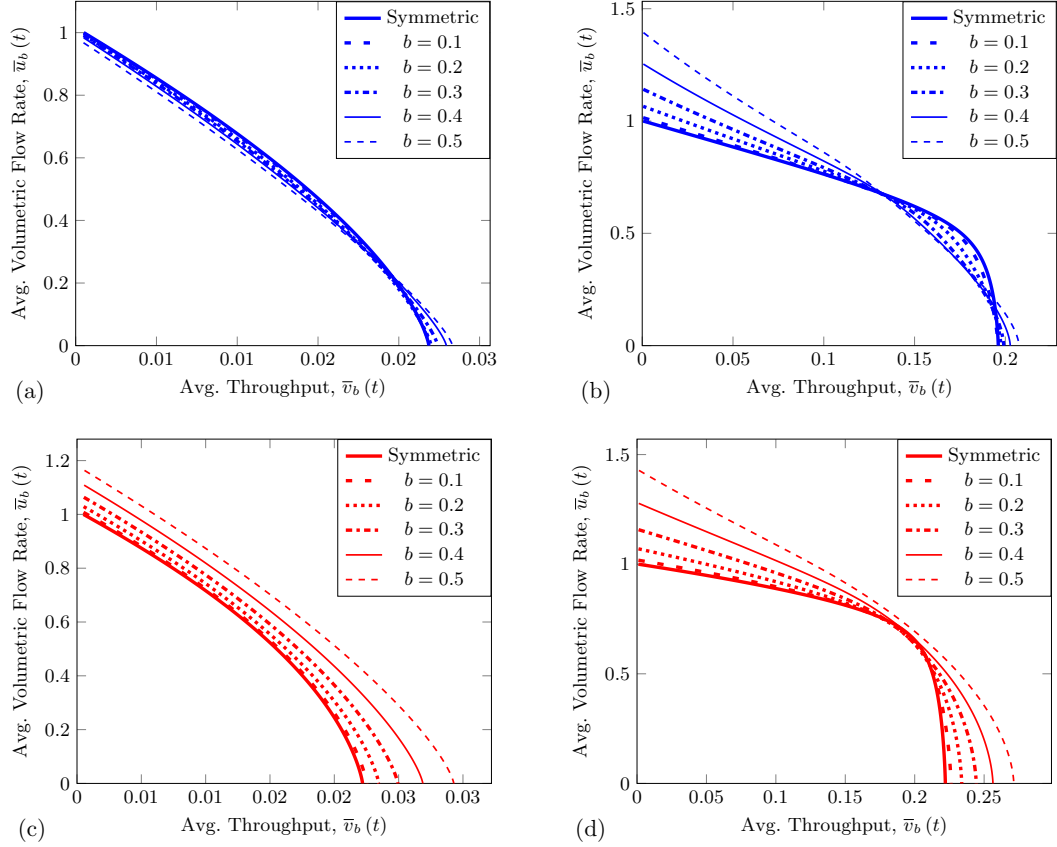 Symmetric
b = 0.1
b = 0.2
b = 0.3
b = 0.4
b = 0.5
1
0.8
0.6
0.4
0.2
0
Avg. Volumetric Flow Rate, u̅_b (t)
0 0.01 0.01 0.02 0.02 0.03
Avg. Throughput, v̅_b (t)
(a)
Symmetric
b = 0.1
b = 0.2
b = 0.3
b = 0.4
b = 0.5
1.5
1
0.5
0
Avg. Volumetric Flow Rate, u̅_b (t)
0 0.05 0.1 0.15 0.2
Avg. Throughput, v̅_b (t)
(b)
Symmetric
b = 0.1
b = 0.2
b = 0.3
b = 0.4
b = 0.5
1.2
1
0.8
0.6
0.4
0.2
0
Avg. Volumetric Flow Rate, u̅_b (t)
0 0.01 0.01 0.02 0.02 0.03 0.03
Avg. Throughput, v̅_b (t)
(c)
Symmetric
b = 0.1
b = 0.2
b = 0.3
b = 0.4
b = 0.5
1.5
1
0.5
0
Avg. Volumetric Flow Rate, u̅_b (t)
0 0.05 0.1 0.15 0.2 0.25
Avg. Throughput, v̅_b (t)
(d)